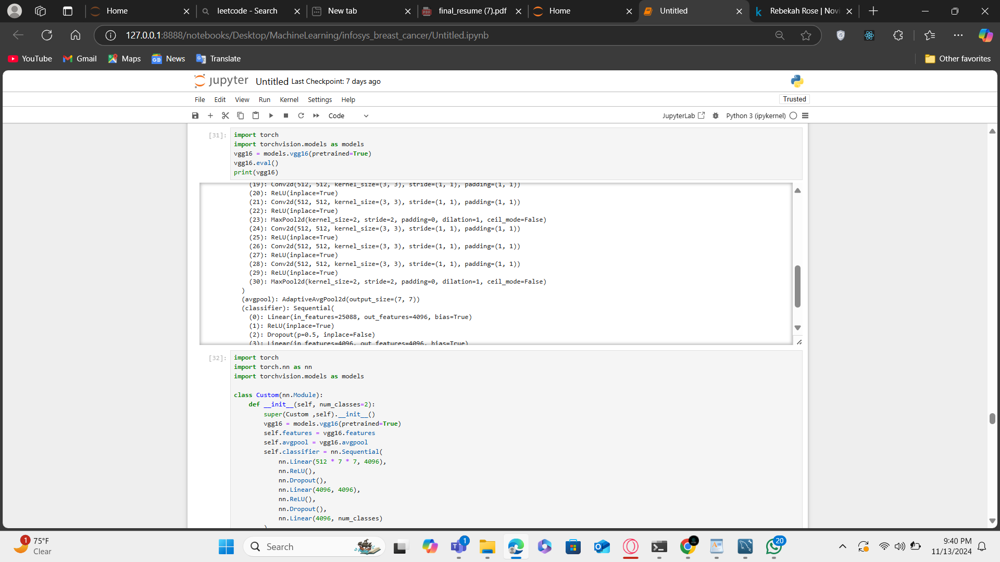 Home
leetcode - Search
New tab
final_resume (7).pdf
Home
Untitled
Rebekah Rose | Novi
127.0.0.1:8888/notebooks/Desktop/MachineLearning/infosys_breast_cancer/Untitled.ipynb
YouTube
Gmail
Maps
News
Translate
Other favorites
jupyter Untitled Last Checkpoint: 7 days ago
File Edit View Run Kernel Settings Help
Trusted
Code
JupyterLab
Python 3 (ipykernel)
[31]:
import torch
import torchvision.models as models
vgg16 = models.vgg16(pretrained=True)
vgg16.eval()
print(vgg16)
(19): Conv2d(512, 512, kernel_size=(3, 3), stride=(1, 1), padding=(1, 1))
(20): ReLU(inplace=True)
(21): Conv2d(512, 512, kernel_size=(3, 3), stride=(1, 1), padding=(1, 1))
(22): ReLU(inplace=True)
(23): MaxPool2d(kernel_size=2, stride=2, padding=0, dilation=1, ceil_mode=False)
(24): Conv2d(512, 512, kernel_size=(3, 3), stride=(1, 1), padding=(1, 1))
(25): ReLU(inplace=True)
(26): Conv2d(512, 512, kernel_size=(3, 3), stride=(1, 1), padding=(1, 1))
(27): ReLU(inplace=True)
(28): Conv2d(512, 512, kernel_size=(3, 3), stride=(1, 1), padding=(1, 1))
(29): ReLU(inplace=True)
(30): MaxPool2d(kernel_size=2, stride=2, padding=0, dilation=1, ceil_mode=False)
)
(avgpool): AdaptiveAvgPool2d(output_size=(7, 7))
(classifier): Sequential(
(0): Linear(in_features=25088, out_features=4096, bias=True)
(1): ReLU(inplace=True)
(2): Dropout(p=0.5, inplace=False)
(3): Linear(in_features=4096, out_features=4096, bias=True)
[32]:
import torch
import torch.nn as nn
import torchvision.models as models
class Custom(nn.Module):
def __init__(self, num_classes=2):
super(Custom ,self).__init__()
vgg16 = models.vgg16(pretrained=True)
self.features = vgg16.features
self.avgpool = vgg16.avgpool
self.classifier = nn.Sequential(
nn.Linear(512 * 7 * 7, 4096),
nn.ReLU(),
nn.Dropout(),
nn.Linear(4096, 4096),
nn.ReLU(),
nn.Dropout(),
nn.Linear(4096, num_classes)
)
1
75°F
Clear
Search
1
20
9:40 PM
11/13/2024